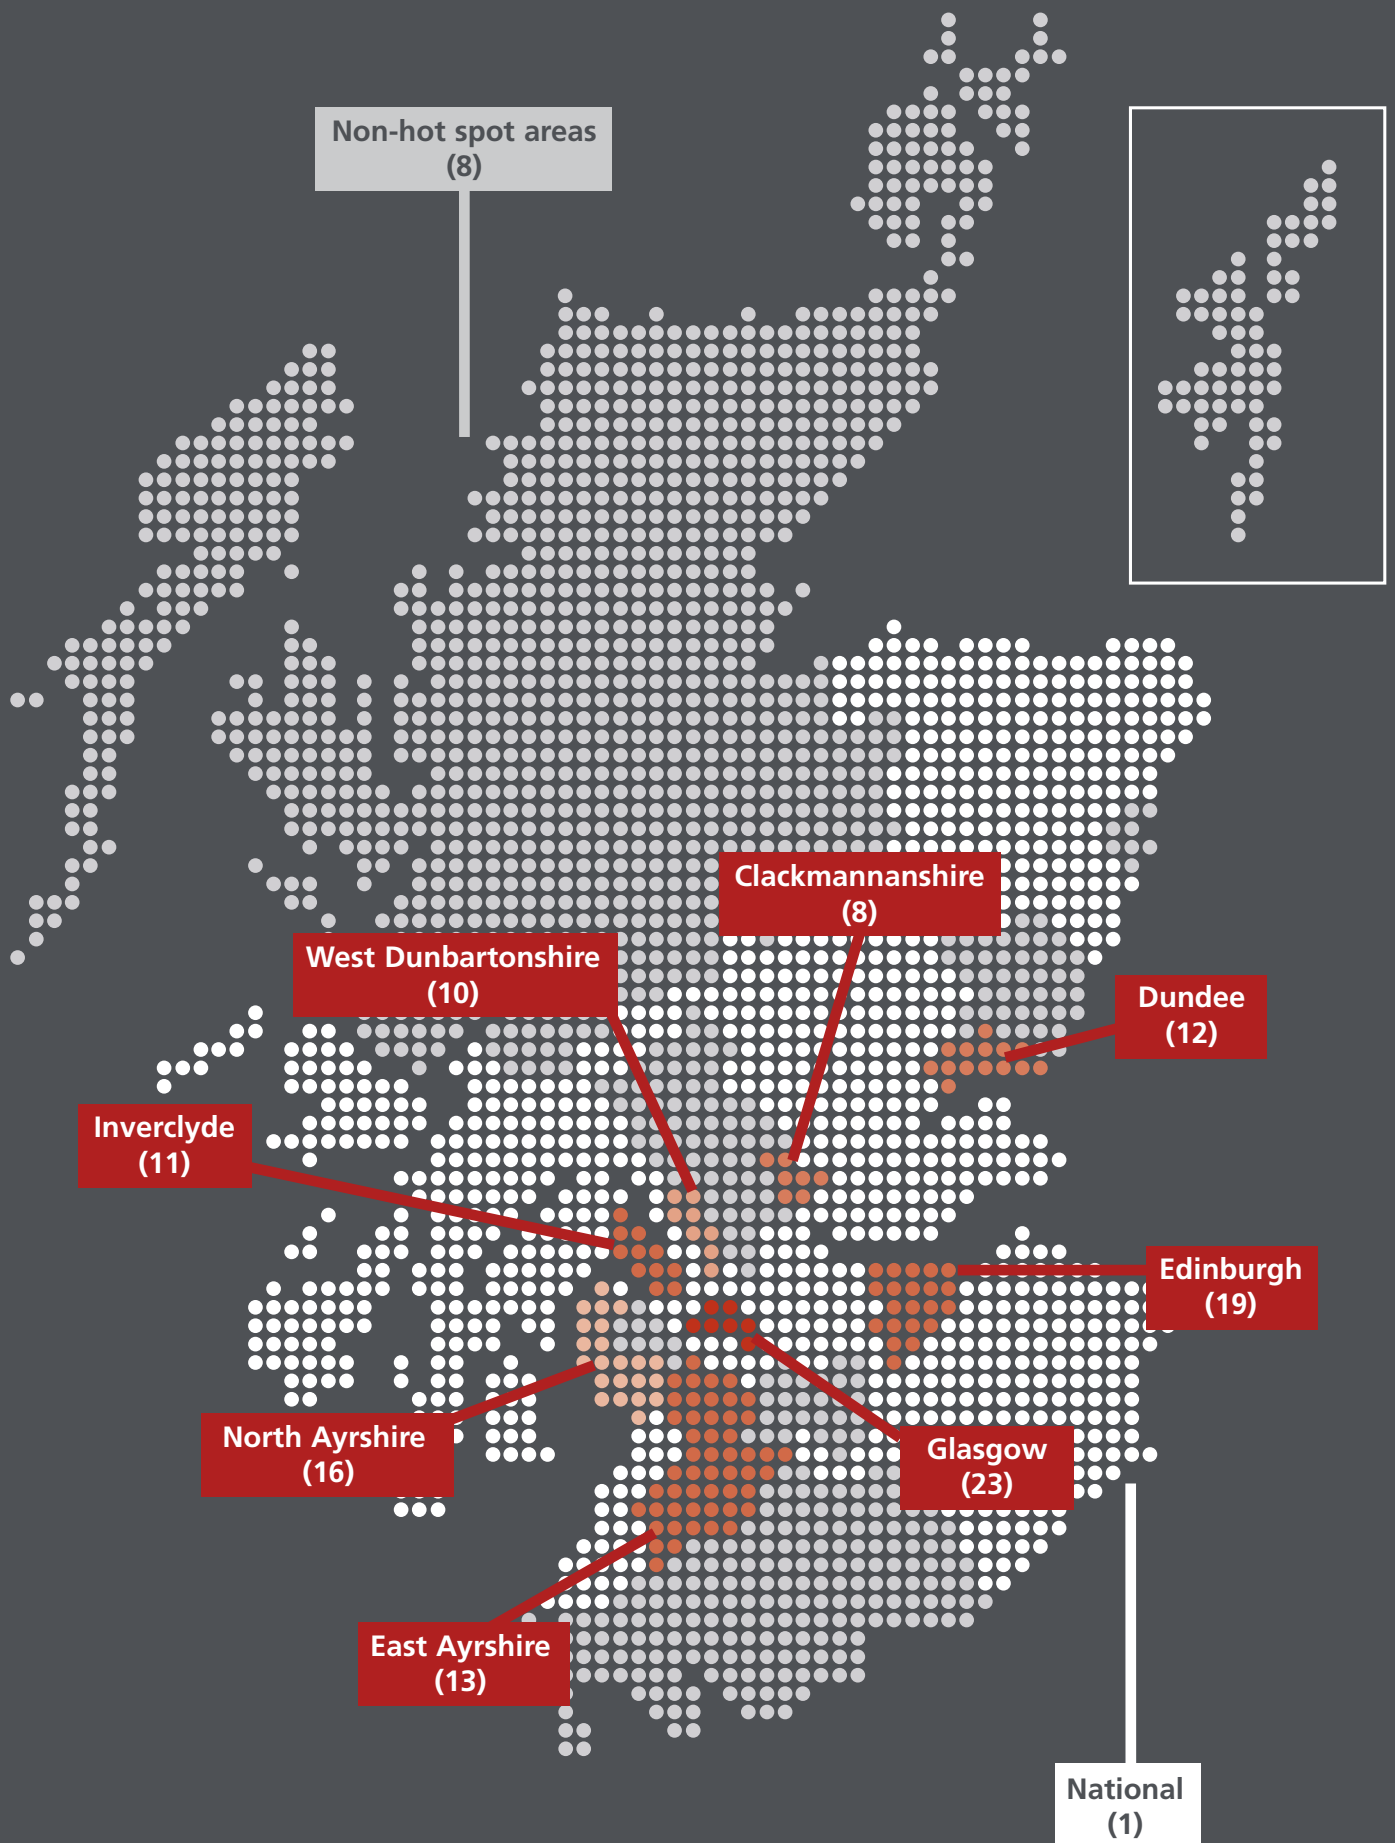 Non-hot spot areas
(8)
Clackmannanshire
(8)
West Dunbartonshire
(10)
Dundee
(12)
Inverclyde
(11)
Edinburgh
(19)
North Ayrshire
(16)
Glasgow
(23)
East Ayrshire
(13)
National
(1)